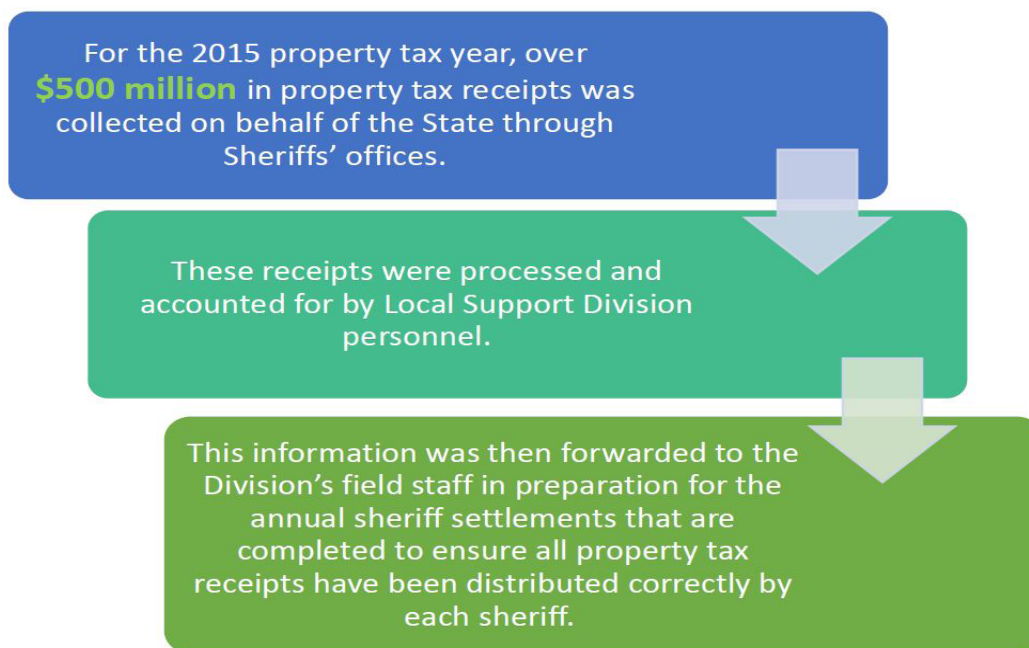 For the 2015 property tax year, over
$500 million in property tax receipts was
collected on behalf of the State through
Sheriffs’ offices.
These receipts were processed and
accounted for by Local Support Division
personnel.
This information was then forwarded to the
Division’s field staff in preparation for the
annual sheriff settlements that are
completed to ensure all property tax
receipts have been distributed correctly by
each sheriff.